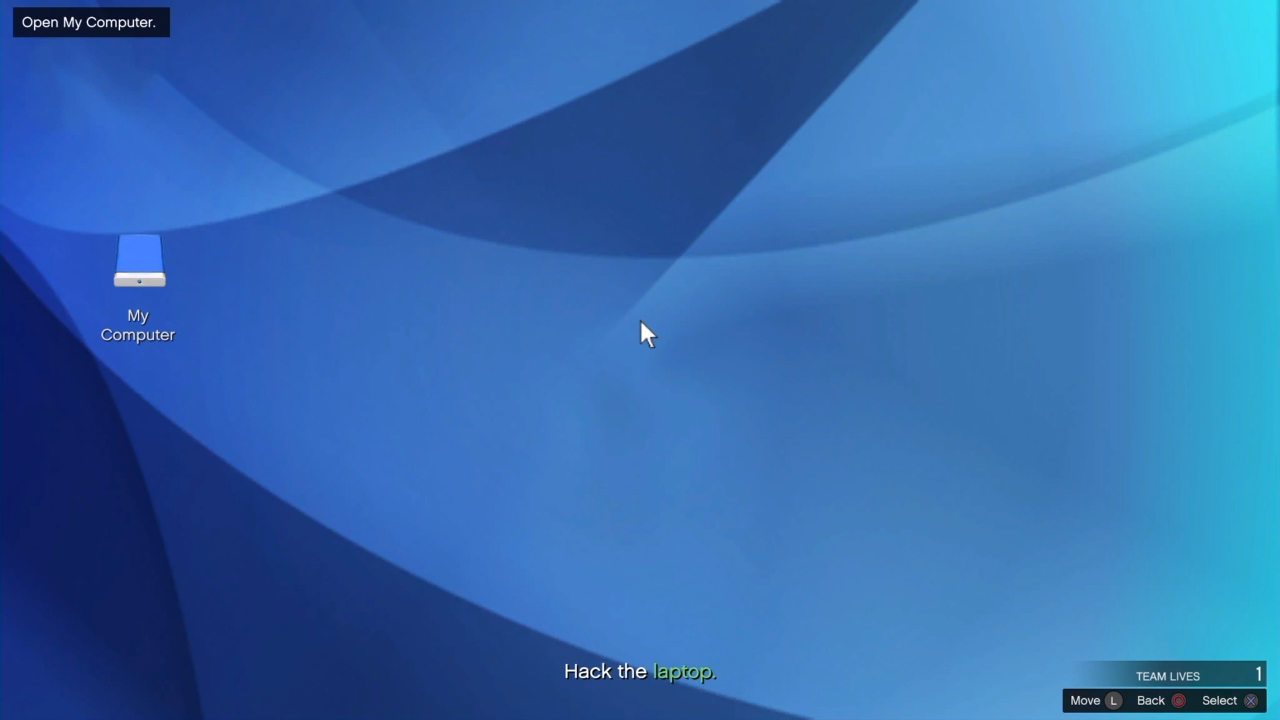 Open My Computer.
My
Computer
Hack the laptop.
TEAM LIVES 1
Move L Back Select